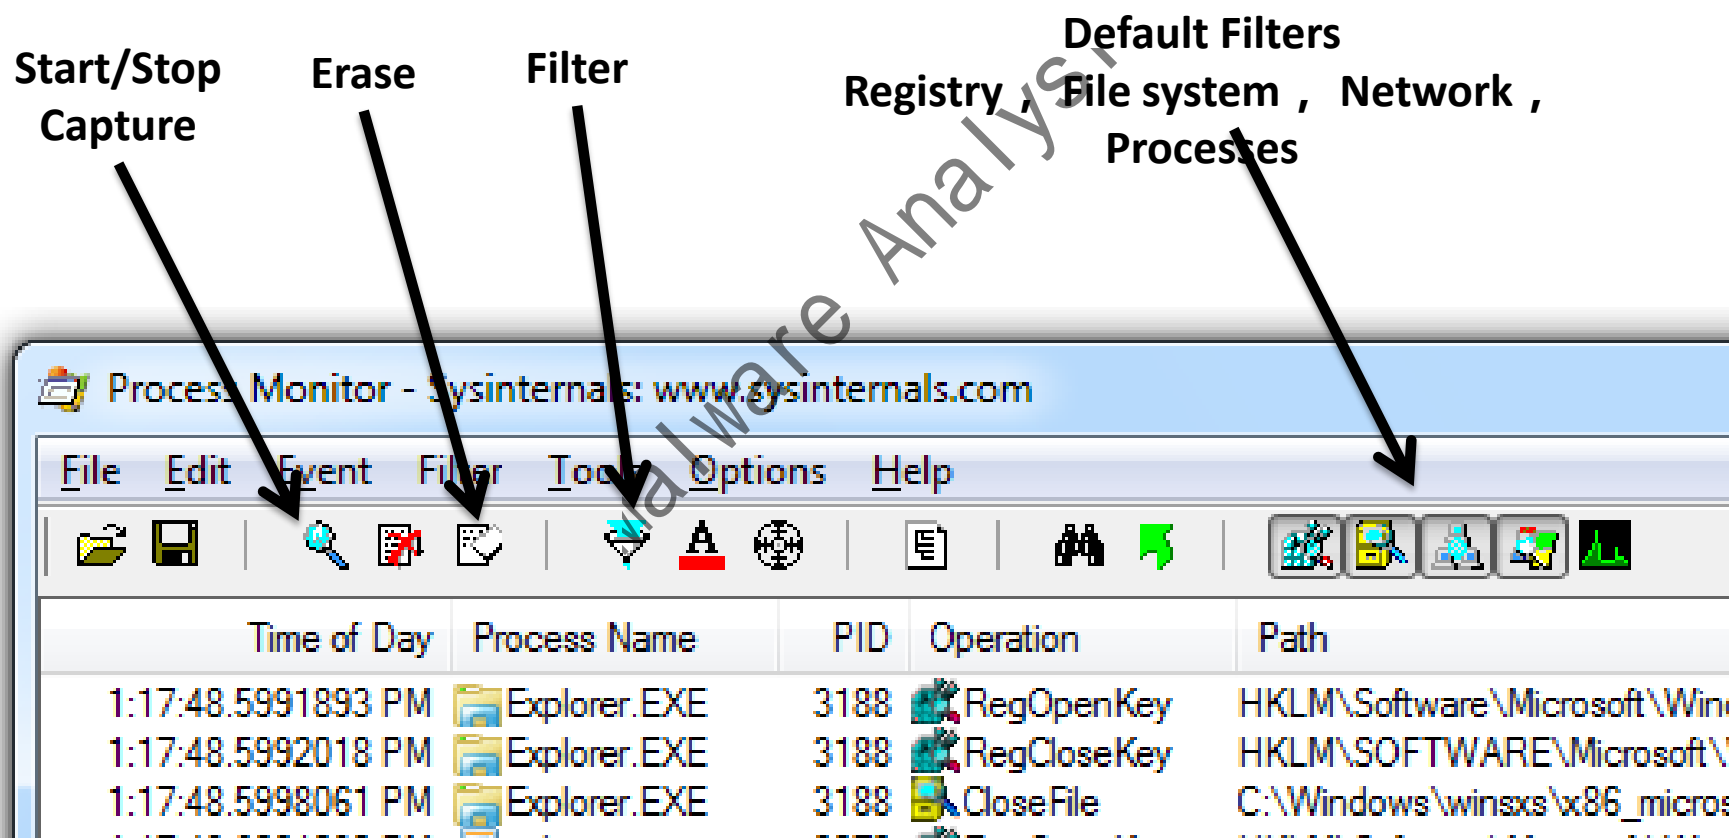 Default Filters
Start/Stop
Capture
Erase
Filter
Registry , File system , Network ,
Processes
Malware Analysi
Process Monitor - Sysinternals: www.sysinternals.com
File Edit Event Filter Tools Options Help
Time of Day Process Name PID Operation Path
1:17:48.5991893 PM Explorer.EXE 3188 RegOpenKey HKLM\Software\Microsoft\Wind
1:17:48.5992018 PM Explorer.EXE 3188 RegCloseKey HKLM\SOFTWARE\Microsoft\
1:17:48.5998061 PM Explorer.EXE 3188 CloseFile C:\Windows\winsxs\x86_micros